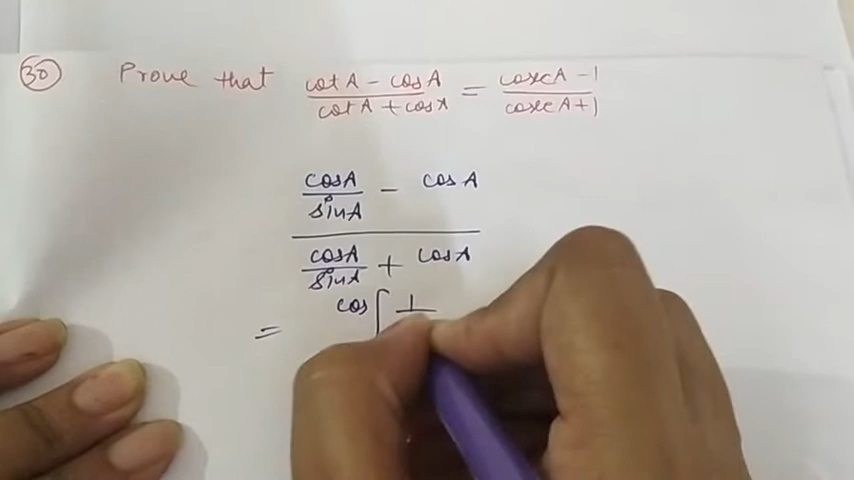 30 Prove that (cot A - cos A)/(cot A + cos A) = (cosec A - 1)/(cosec A + 1)
cos A/sin A - cos A
cos A/sin A + cos A
= cos [ 1